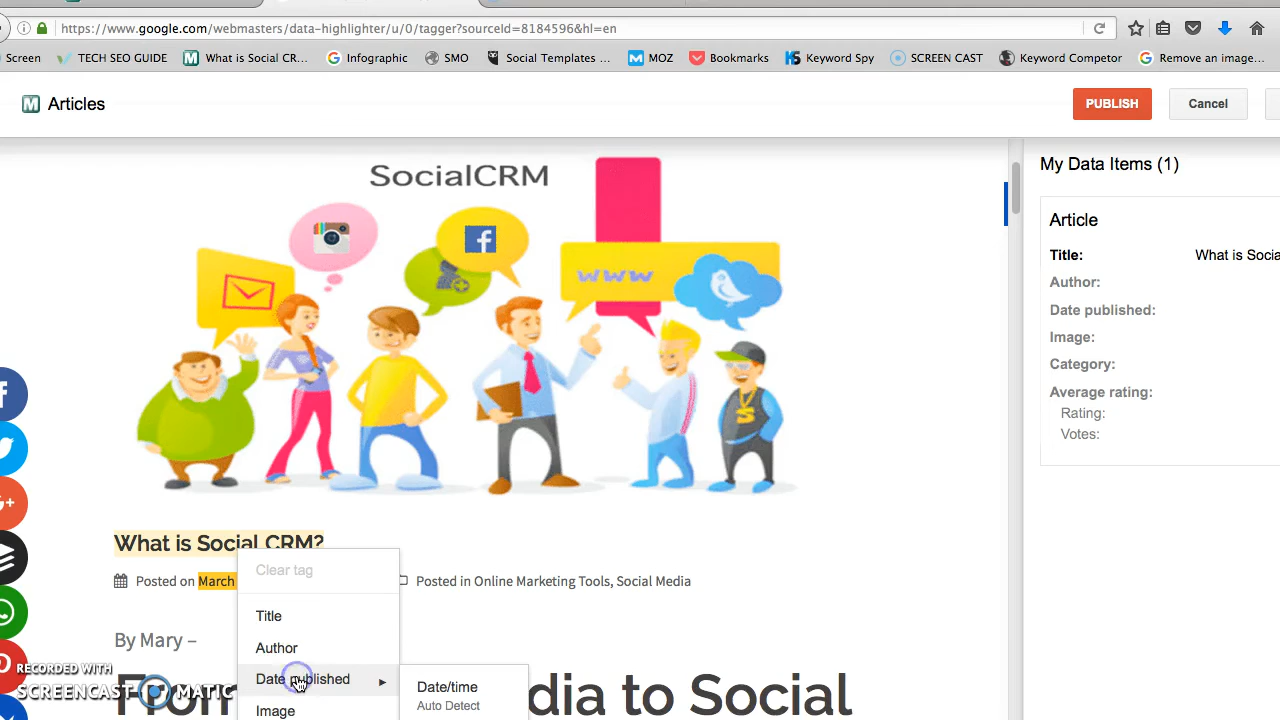 https://www.google.com/webmasters/data-highlighter/u/0/tagger?sourceId=8184596&hl=en
Screen TECH SEO GUIDE What is Social CR... Infographic SMO Social Templates ... MOZ Bookmarks Keyword Spy SCREEN CAST Keyword Competor Remove an image...
M Articles PUBLISH Cancel
My Data Items (1)
SocialCRM
www
Article
Title: What is Socia
Author:
Date published:
Image:
Category:
Average rating:
Rating:
Votes:
What is Social CRM?
Posted on March Posted in Online Marketing Tools, Social Media
By Mary –
Clear tag
Title
Author
Date published
Image
Date/time
Auto Detect
From dia to Social
RECORDED WITH
SCREENCAST MATIC